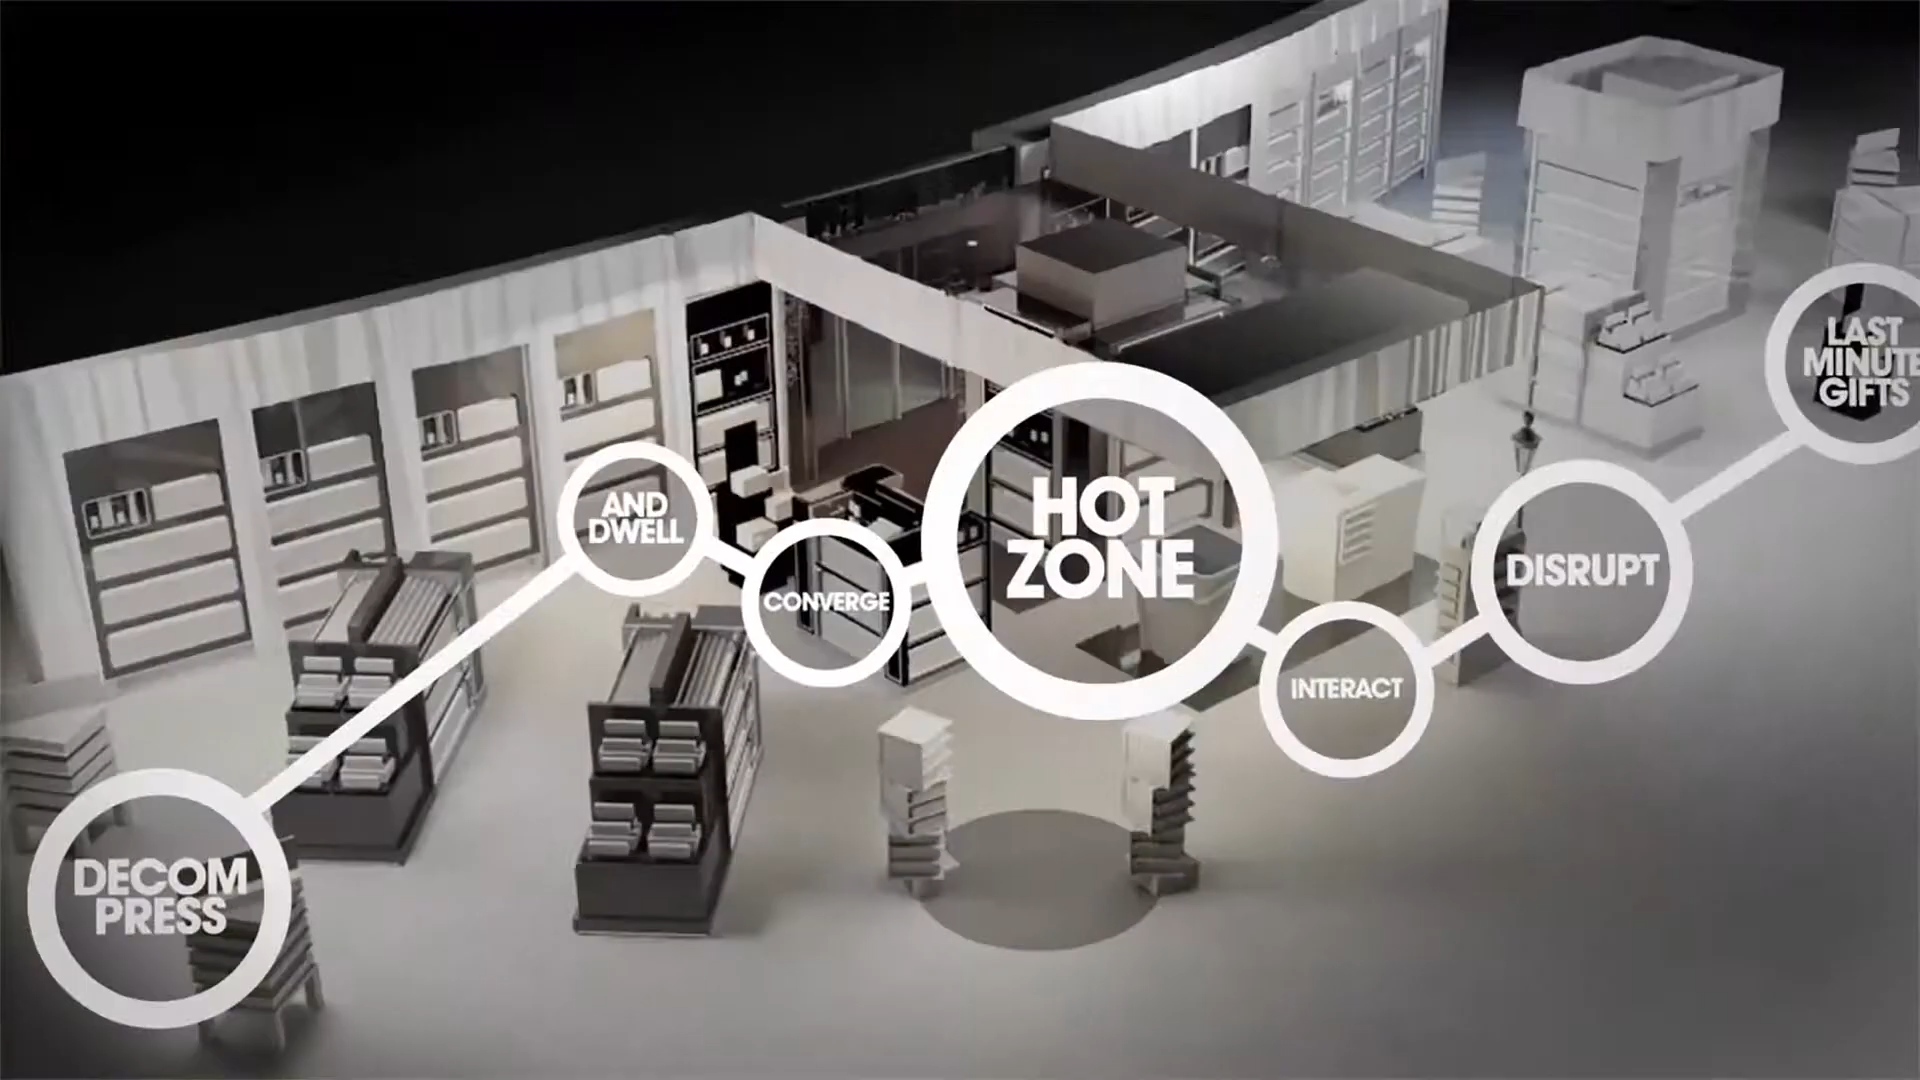 DECOM
PRESS
AND
DWELL
CONVERGE
HOT
ZONE
INTERACT
DISRUPT
LAST
MINUTE
GIFTS